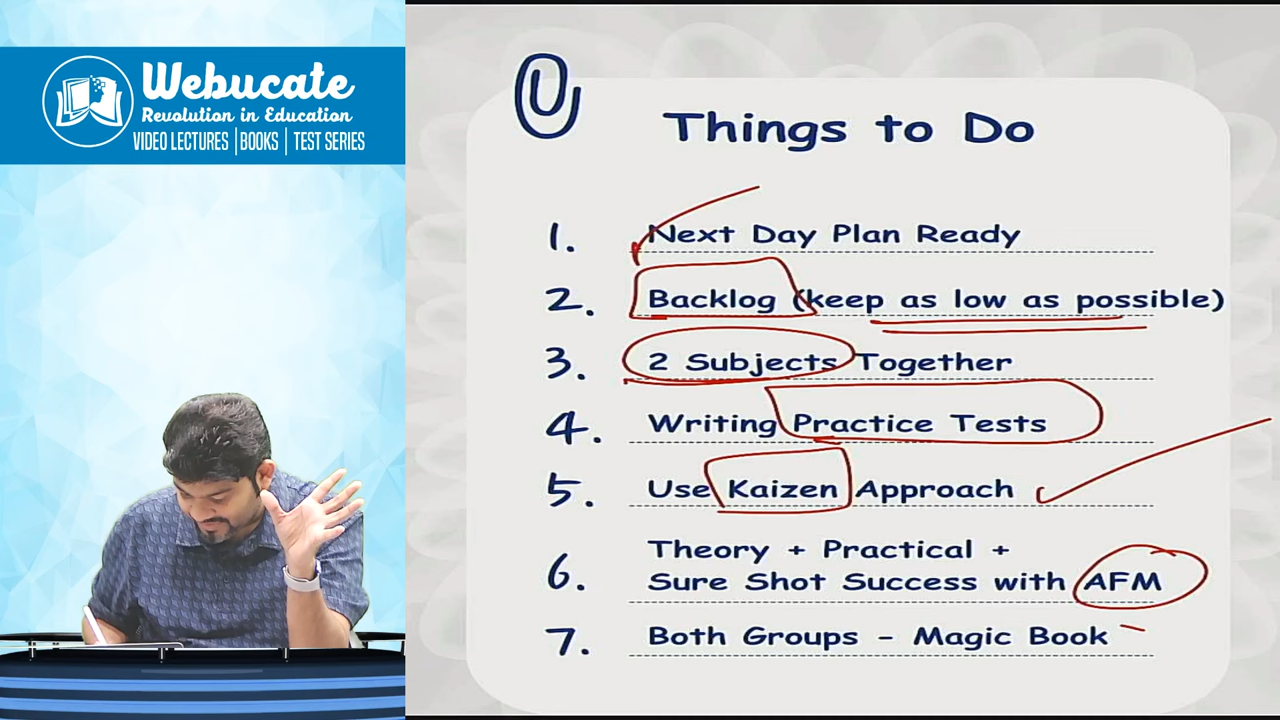 Webucate
Revolution in Education
VIDEO LECTURES | BOOKS | TEST SERIES
Things to Do
1. Next Day Plan Ready
2. Backlog (keep as low as possible)
3. 2 Subjects Together
4. Writing Practice Tests
5. Use Kaizen Approach
6. Theory + Practical +
Sure Shot Success with AFM
7. Both Groups - Magic Book